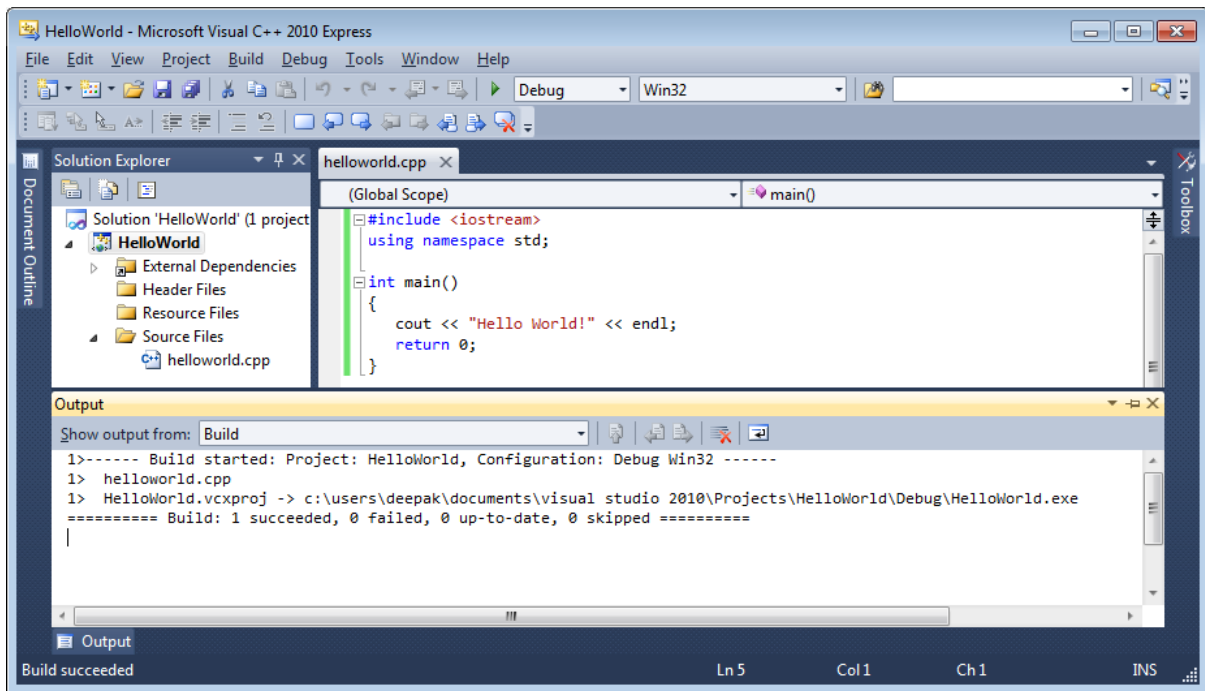 HelloWorld - Microsoft Visual C++ 2010 Express
File Edit View Project Build Debug Tools Window Help
Debug Win32
Document Outline
Solution Explorer
Solution 'HelloWorld' (1 project
HelloWorld
External Dependencies
Header Files
Resource Files
Source Files
helloworld.cpp
helloworld.cpp
(Global Scope) main()
#include <iostream>
using namespace std;
int main()
{
cout << "Hello World!" << endl;
return 0;
}
Toolbox
Output
Show output from: Build
1>------ Build started: Project: HelloWorld, Configuration: Debug Win32 ------
1> helloworld.cpp
1> HelloWorld.vcxproj -> c:\users\deepak\documents\visual studio 2010\Projects\HelloWorld\Debug\HelloWorld.exe
========== Build: 1 succeeded, 0 failed, 0 up-to-date, 0 skipped ==========
Output
Build succeeded Ln 5 Col 1 Ch 1 INS